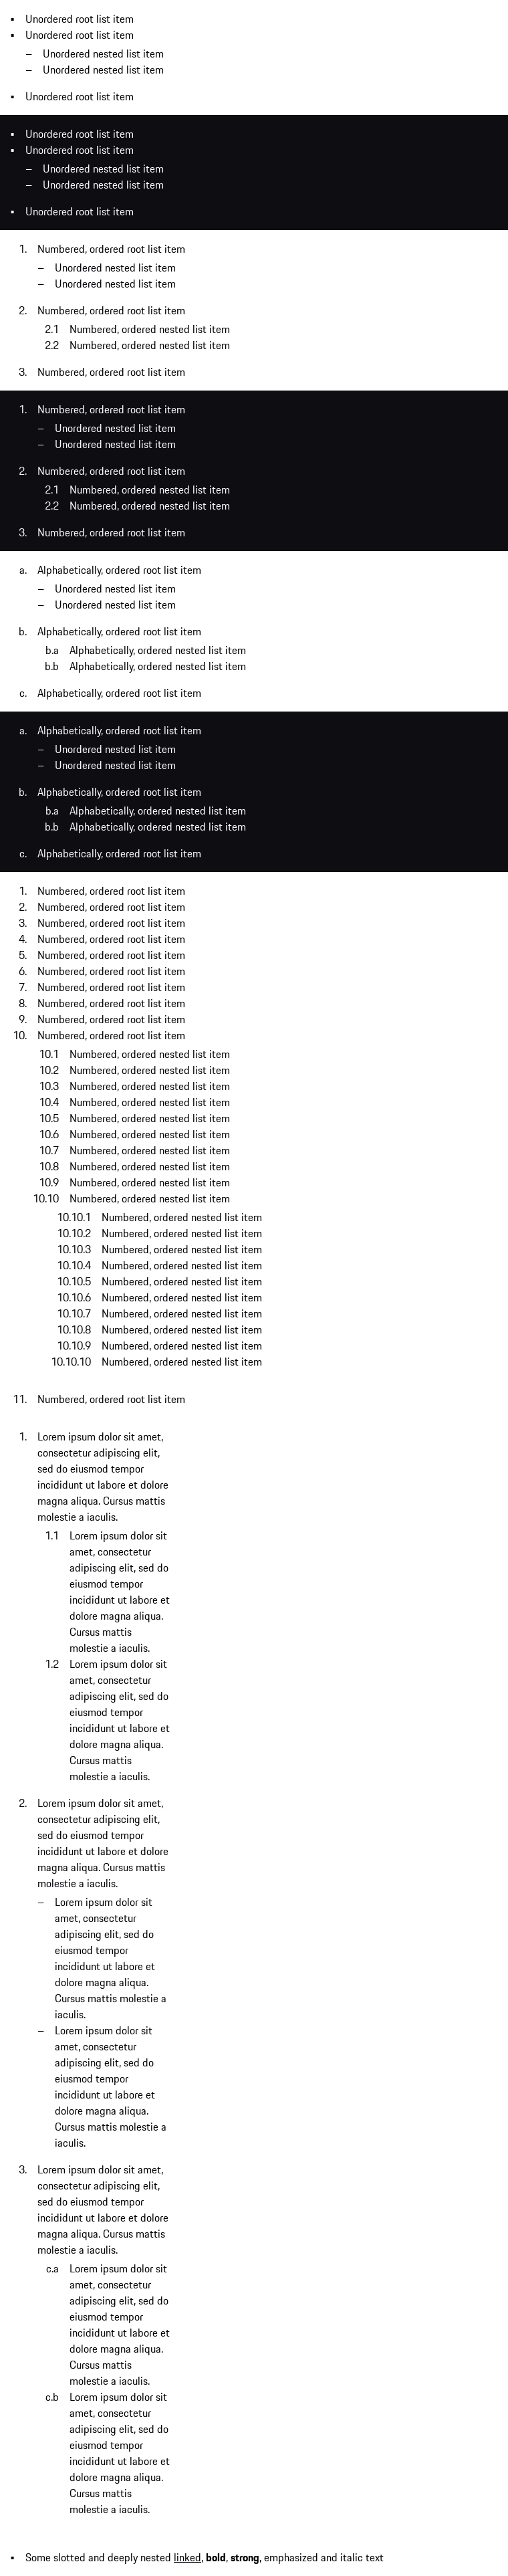 • Unordered root list item
• Unordered root list item
– Unordered nested list item
– Unordered nested list item
• Unordered root list item
• Unordered root list item
• Unordered root list item
– Unordered nested list item
– Unordered nested list item
• Unordered root list item
1. Numbered, ordered root list item
– Unordered nested list item
– Unordered nested list item
2. Numbered, ordered root list item
2.1 Numbered, ordered nested list item
2.2 Numbered, ordered nested list item
3. Numbered, ordered root list item
1. Numbered, ordered root list item
– Unordered nested list item
– Unordered nested list item
2. Numbered, ordered root list item
2.1 Numbered, ordered nested list item
2.2 Numbered, ordered nested list item
3. Numbered, ordered root list item
a. Alphabetically, ordered root list item
– Unordered nested list item
– Unordered nested list item
b. Alphabetically, ordered root list item
b.a Alphabetically, ordered nested list item
b.b Alphabetically, ordered nested list item
c. Alphabetically, ordered root list item
a. Alphabetically, ordered root list item
– Unordered nested list item
– Unordered nested list item
b. Alphabetically, ordered root list item
b.a Alphabetically, ordered nested list item
b.b Alphabetically, ordered nested list item
c. Alphabetically, ordered root list item
1. Numbered, ordered root list item
2. Numbered, ordered root list item
3. Numbered, ordered root list item
4. Numbered, ordered root list item
5. Numbered, ordered root list item
6. Numbered, ordered root list item
7. Numbered, ordered root list item
8. Numbered, ordered root list item
9. Numbered, ordered root list item
10. Numbered, ordered root list item
10.1 Numbered, ordered nested list item
10.2 Numbered, ordered nested list item
10.3 Numbered, ordered nested list item
10.4 Numbered, ordered nested list item
10.5 Numbered, ordered nested list item
10.6 Numbered, ordered nested list item
10.7 Numbered, ordered nested list item
10.8 Numbered, ordered nested list item
10.9 Numbered, ordered nested list item
10.10 Numbered, ordered nested list item
10.10.1 Numbered, ordered nested list item
10.10.2 Numbered, ordered nested list item
10.10.3 Numbered, ordered nested list item
10.10.4 Numbered, ordered nested list item
10.10.5 Numbered, ordered nested list item
10.10.6 Numbered, ordered nested list item
10.10.7 Numbered, ordered nested list item
10.10.8 Numbered, ordered nested list item
10.10.9 Numbered, ordered nested list item
10.10.10 Numbered, ordered nested list item
11. Numbered, ordered root list item
1. Lorem ipsum dolor sit amet,
consectetur adipiscing elit,
sed do eiusmod tempor
incididunt ut labore et dolore
magna aliqua. Cursus mattis
molestie a iaculis.
1.1 Lorem ipsum dolor sit
amet, consectetur
adipiscing elit, sed do
eiusmod tempor
incididunt ut labore et
dolore magna aliqua.
Cursus mattis
molestie a iaculis.
1.2 Lorem ipsum dolor sit
amet, consectetur
adipiscing elit, sed do
eiusmod tempor
incididunt ut labore et
dolore magna aliqua.
Cursus mattis
molestie a iaculis.
2. Lorem ipsum dolor sit amet,
consectetur adipiscing elit,
sed do eiusmod tempor
incididunt ut labore et dolore
magna aliqua. Cursus mattis
molestie a iaculis.
– Lorem ipsum dolor sit
amet, consectetur
adipiscing elit, sed do
eiusmod tempor
incididunt ut labore et
dolore magna aliqua.
Cursus mattis molestie a
iaculis.
– Lorem ipsum dolor sit
amet, consectetur
adipiscing elit, sed do
eiusmod tempor
incididunt ut labore et
dolore magna aliqua.
Cursus mattis molestie a
iaculis.
3. Lorem ipsum dolor sit amet,
consectetur adipiscing elit,
sed do eiusmod tempor
incididunt ut labore et dolore
magna aliqua. Cursus mattis
molestie a iaculis.
c.a Lorem ipsum dolor sit
amet, consectetur
adipiscing elit, sed do
eiusmod tempor
incididunt ut labore et
dolore magna aliqua.
Cursus mattis
molestie a iaculis.
c.b Lorem ipsum dolor sit
amet, consectetur
adipiscing elit, sed do
eiusmod tempor
incididunt ut labore et
dolore magna aliqua.
Cursus mattis
molestie a iaculis.
• Some slotted and deeply nested linked, bold, strong, emphasized and italic text